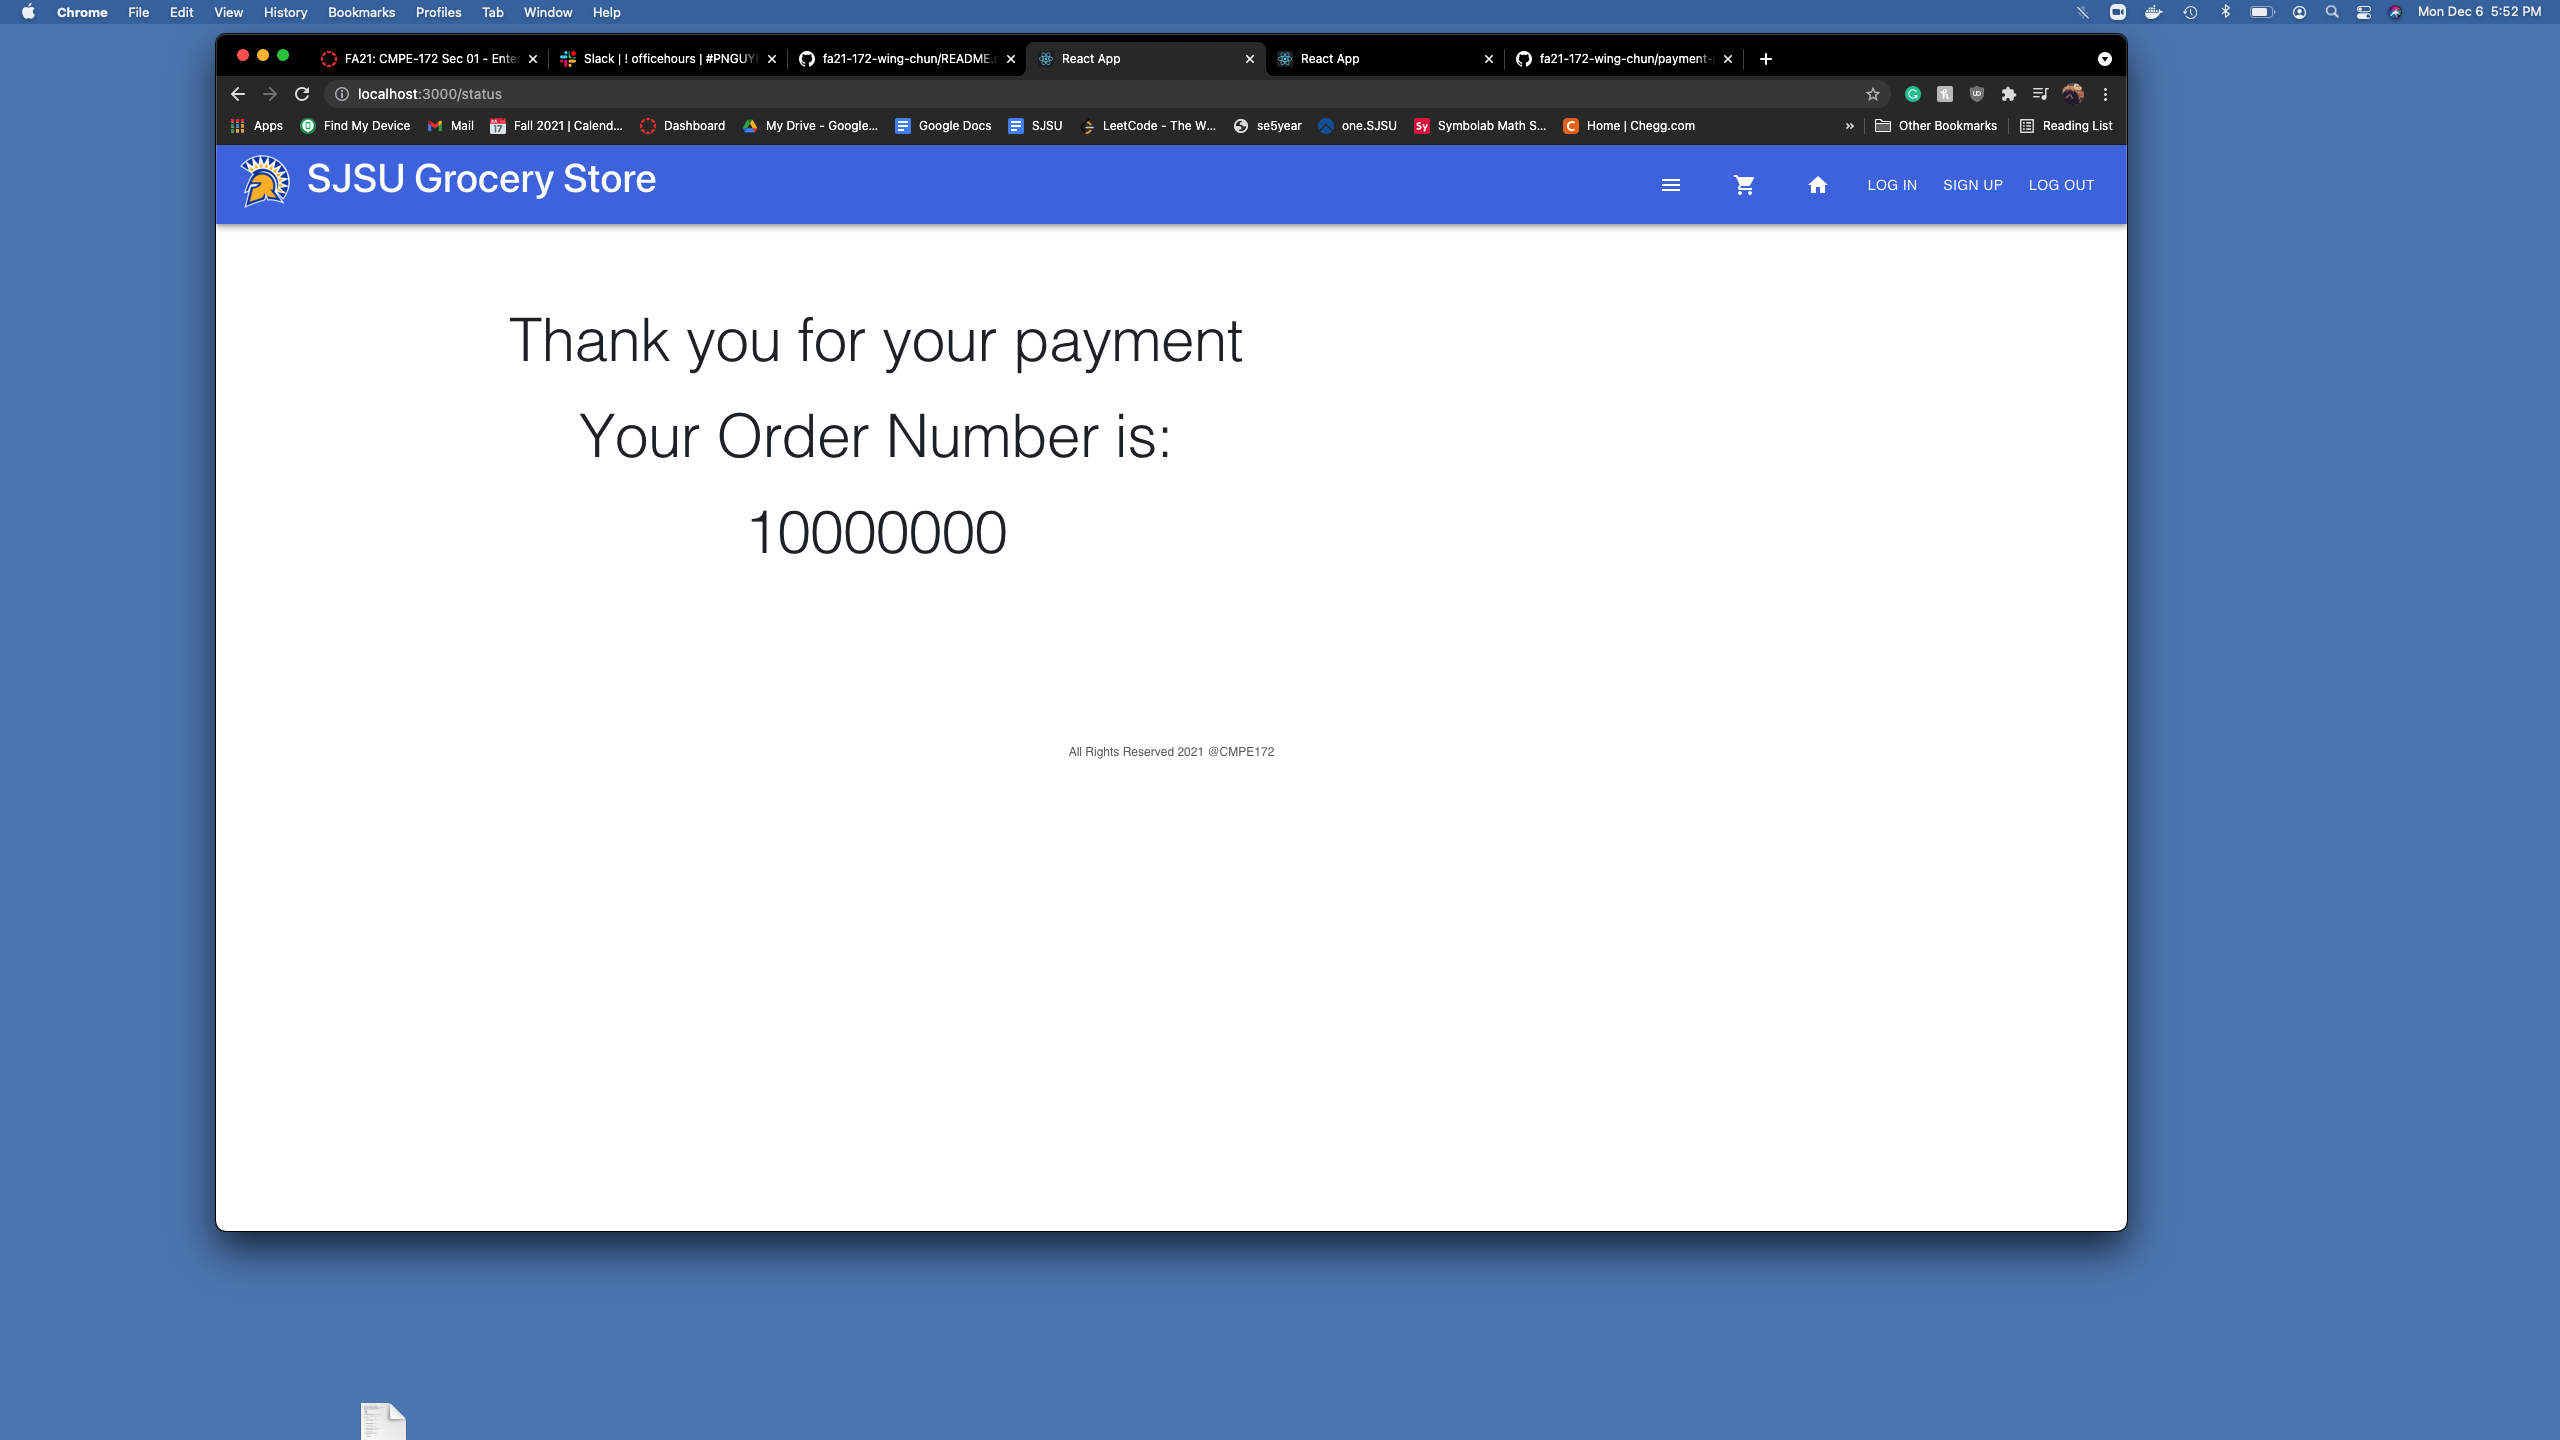 Chrome File Edit View History Bookmarks Profiles Tab Window Help Mon Dec 6 5:52 PM
FA21: CMPE-172 Sec 01 - Enter Slack | ! officehours | #PNGUYE fa21-172-wing-chun/README.m React App React App fa21-172-wing-chun/payment-
localhost:3000/status
Apps Find My Device Mail 17 Fall 2021 | Calend... Dashboard My Drive - Google... Google Docs SJSU LeetCode - The W... se5year one.SJSU Sy Symbolab Math S... C Home | Chegg.com » Other Bookmarks Reading List
SJSU Grocery Store LOG IN SIGN UP LOG OUT
Thank you for your payment
Your Order Number is:
10000000
All Rights Reserved 2021 @CMPE172